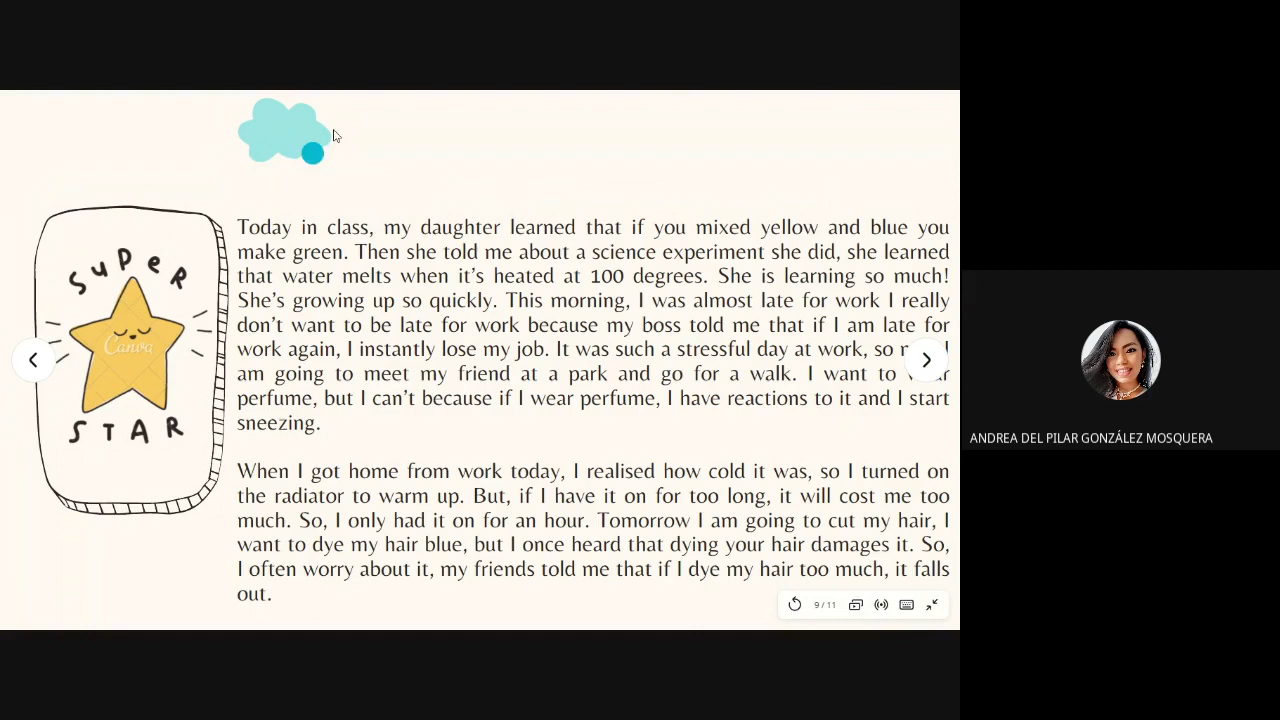 SUPER
Canva
STAR
Today in class, my daughter learned that if you mixed yellow and blue you
make green. Then she told me about a science experiment she did, she learned
that water melts when it's heated at 100 degrees. She is learning so much!
She's growing up so quickly. This morning, I was almost late for work I really
don't want to be late for work because my boss told me that if I am late for
work again, I instantly lose my job. It was such a stressful day at work, so
am going to meet my friend at a park and go for a walk. I want to
perfume, but I can't because if I wear perfume, I have reactions to it and I start
sneezing.
When I got home from work today, I realised how cold it was, so I turned on
the radiator to warm up. But, if I have it on for too long, it will cost me too
much. So, I only had it on for an hour. Tomorrow I am going to cut my hair, I
want to dye my hair blue, but I once heard that dying your hair damages it. So,
I often worry about it, my friends told me that if I dye my hair too much, it falls
out.
9 / 11
ANDREA DEL PILAR GONZÁLEZ MOSQUERA